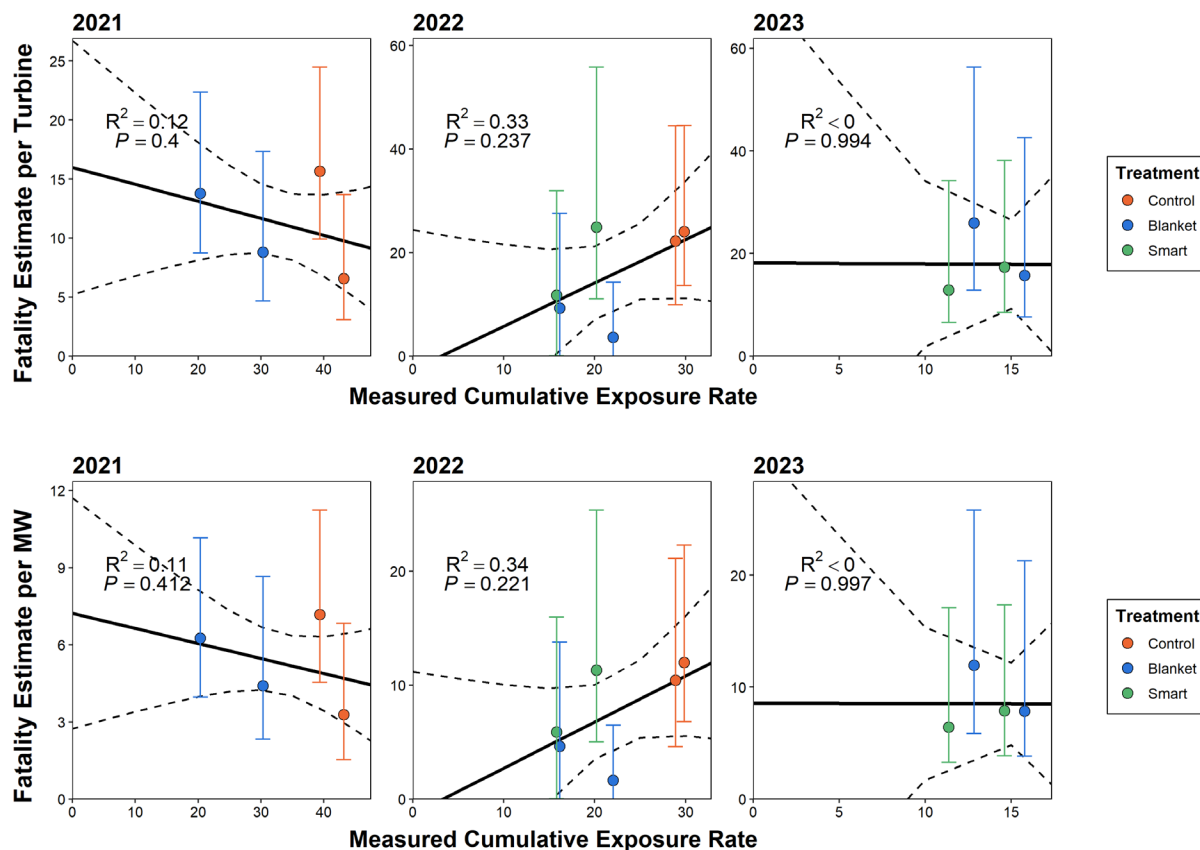 2021
2022
2023
Fatality Estimate per Turbine
25
20
15
10
5
0
R² = 0.12
P = 0.4
0 10 20 30 40
60
40
20
0
R² = 0.33
P = 0.237
0 10 20 30
60
40
20
0
R² < 0
P = 0.994
0 5 10 15
Measured Cumulative Exposure Rate
Treatment
Control
Blanket
Smart
2021
2022
2023
Fatality Estimate per MW
12
9
6
3
0
R² = 0.11
P = 0.412
0 10 20 30 40
20
10
0
R² = 0.34
P = 0.221
0 10 20 30
20
10
0
R² < 0
P = 0.997
0 5 10 15
Measured Cumulative Exposure Rate
Treatment
Control
Blanket
Smart